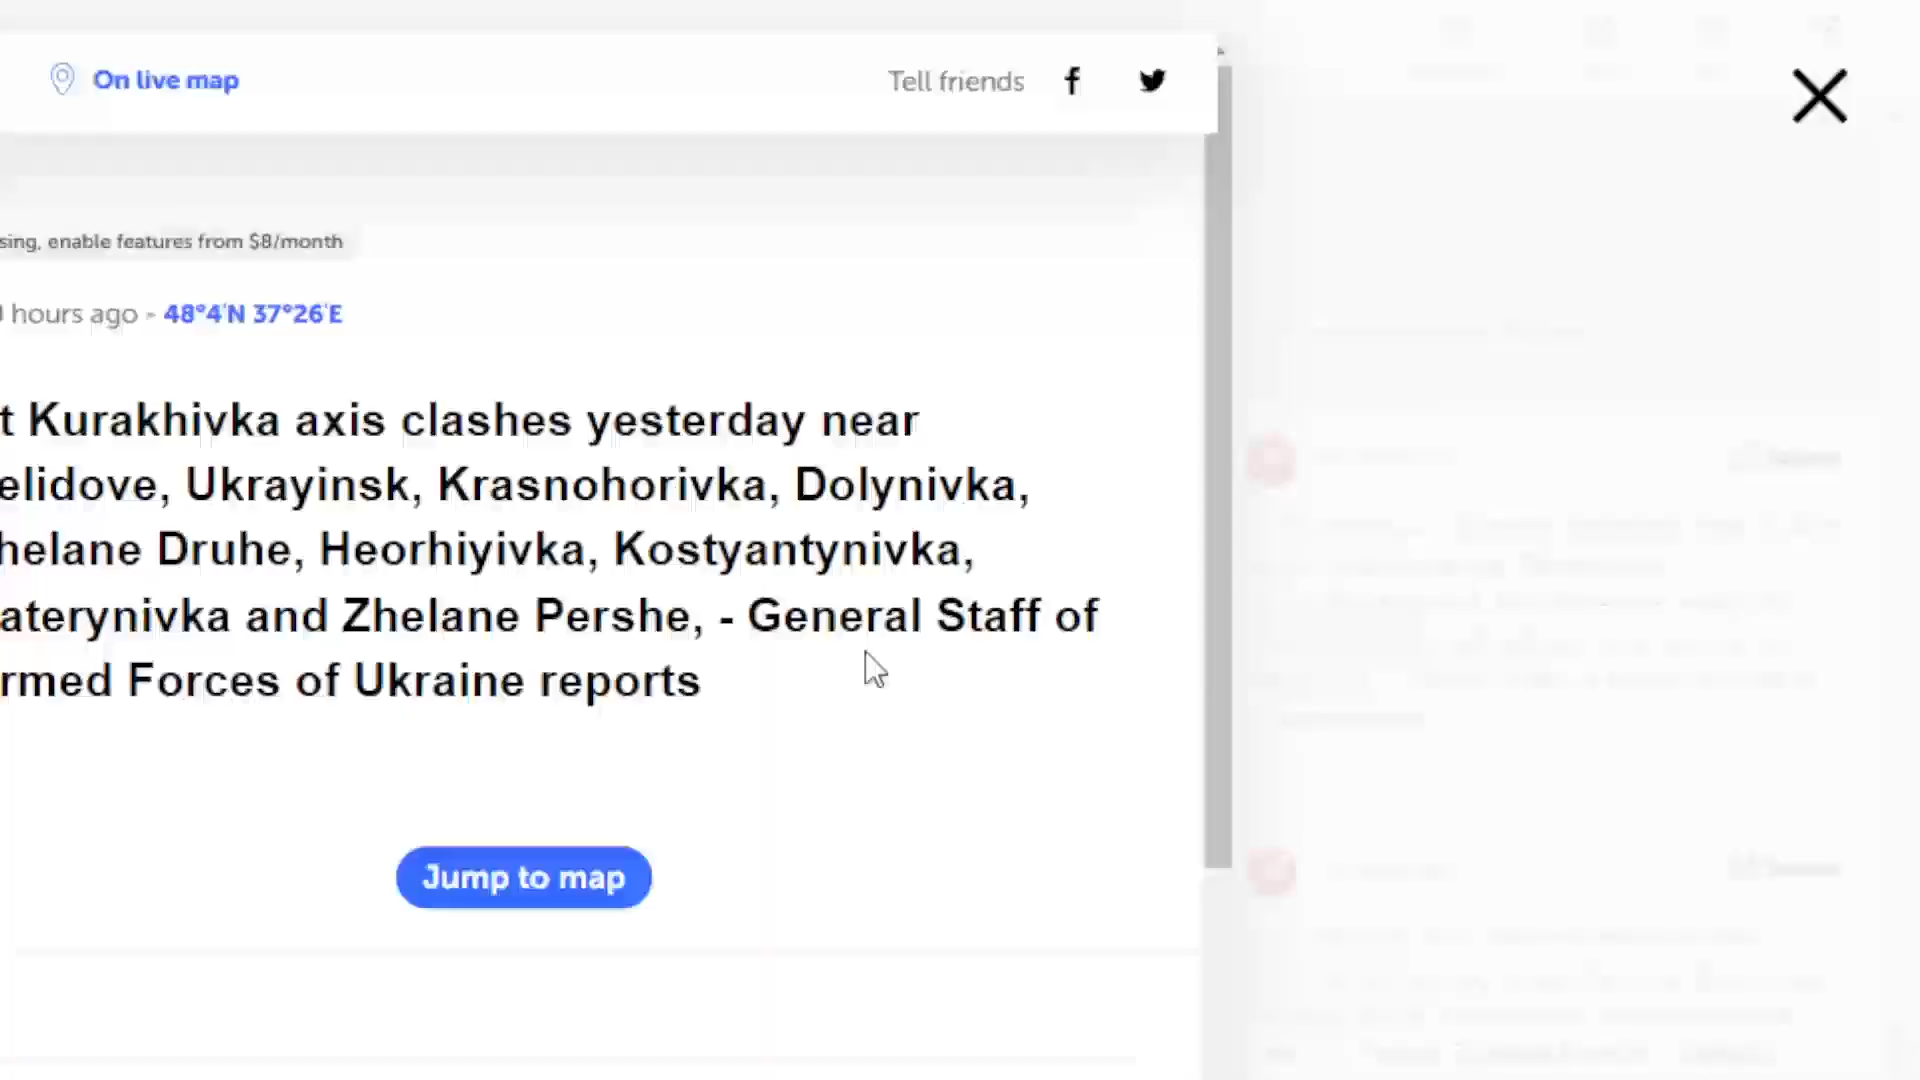 On live map
Tell friends
sing, enable features from $8/month
hours ago - 48°4'N 37°26'E
t Kurakhivka axis clashes yesterday near
elidove, Ukrayinsk, Krasnohorivka, Dolynivka,
helane Druhe, Heorhiyivka, Kostyantynivka,
aterynivka and Zhelane Pershe, - General Staff of
rmed Forces of Ukraine reports
Jump to map